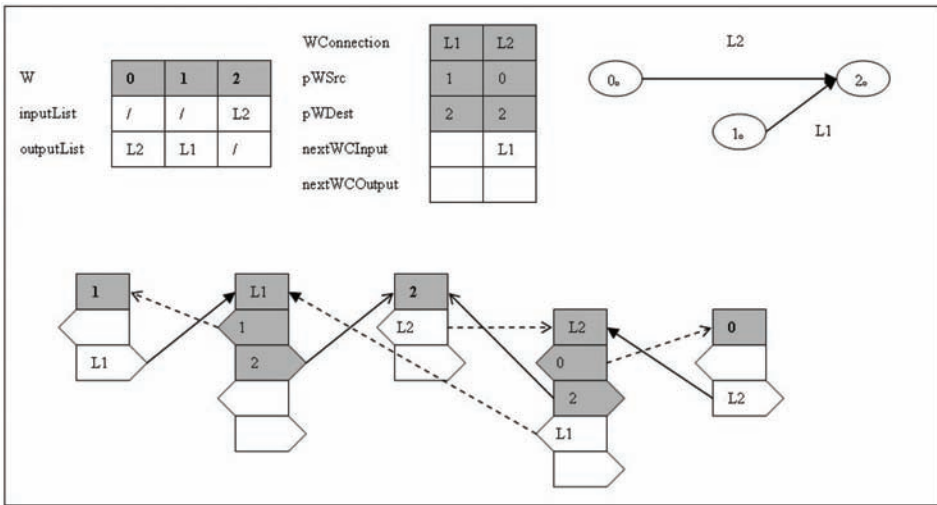 W 0 1 2
inputList / / L2
outputList L2 L1 /
WConnection L1 L2
pWSrc 1 0
pWDest 2 2
nextWCInput L1
nextWCOutput
L2
0.
2.
1.
L1
1 L1 2 L2 0
1 L2 0
L1 2 2 L2
L1